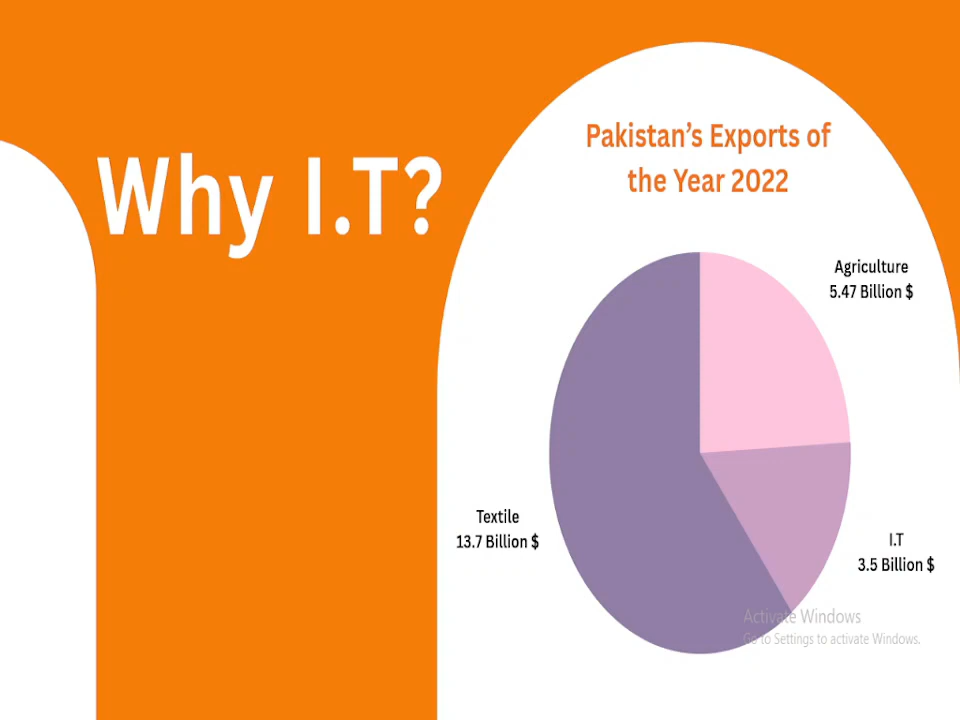 Why I.T?
Pakistan's Exports of
the Year 2022
Agriculture
5.47 Billion $
Textile
13.7 Billion $
I.T
3.5 Billion $
Activate Windows
Go to Settings to activate Windows.